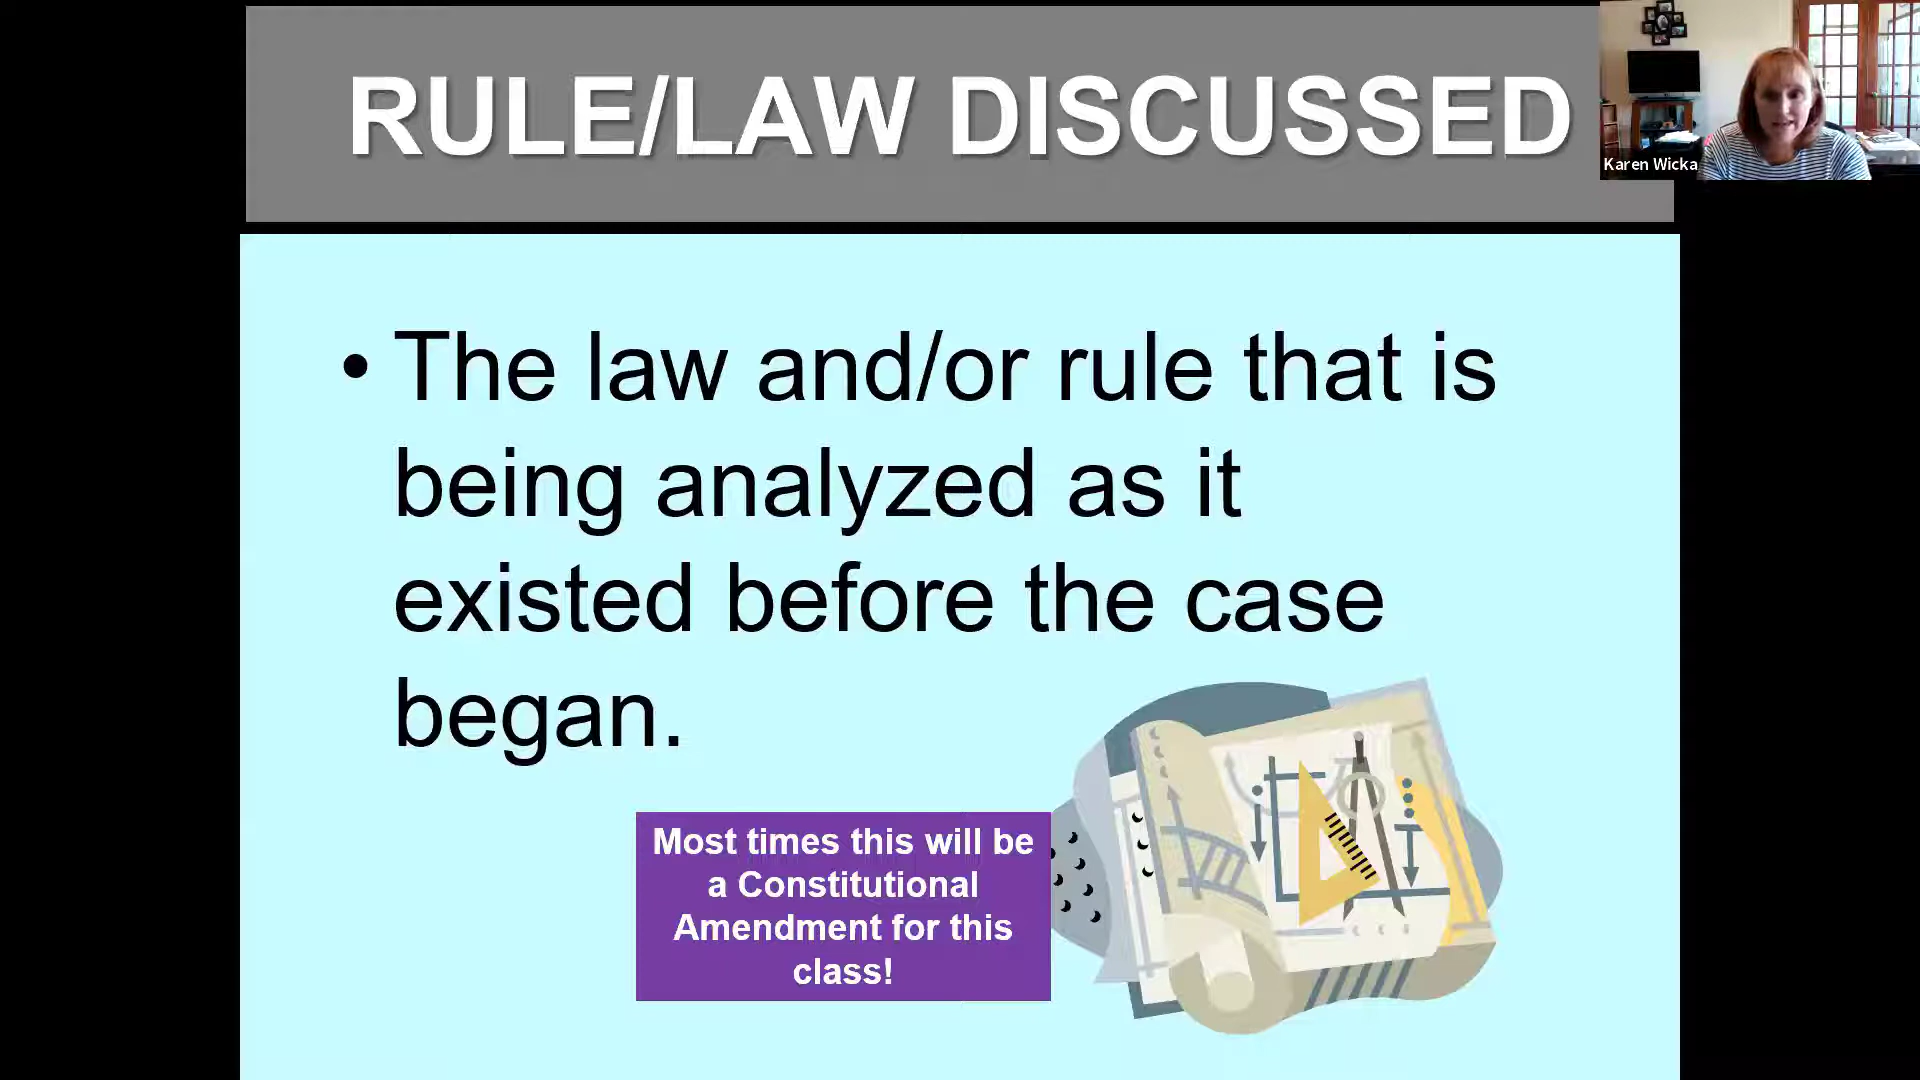 RULE/LAW DISCUSSED
Karen Wicka
• The law and/or rule that is
being analyzed as it
existed before the case
began.
Most times this will be
a Constitutional
Amendment for this
class!